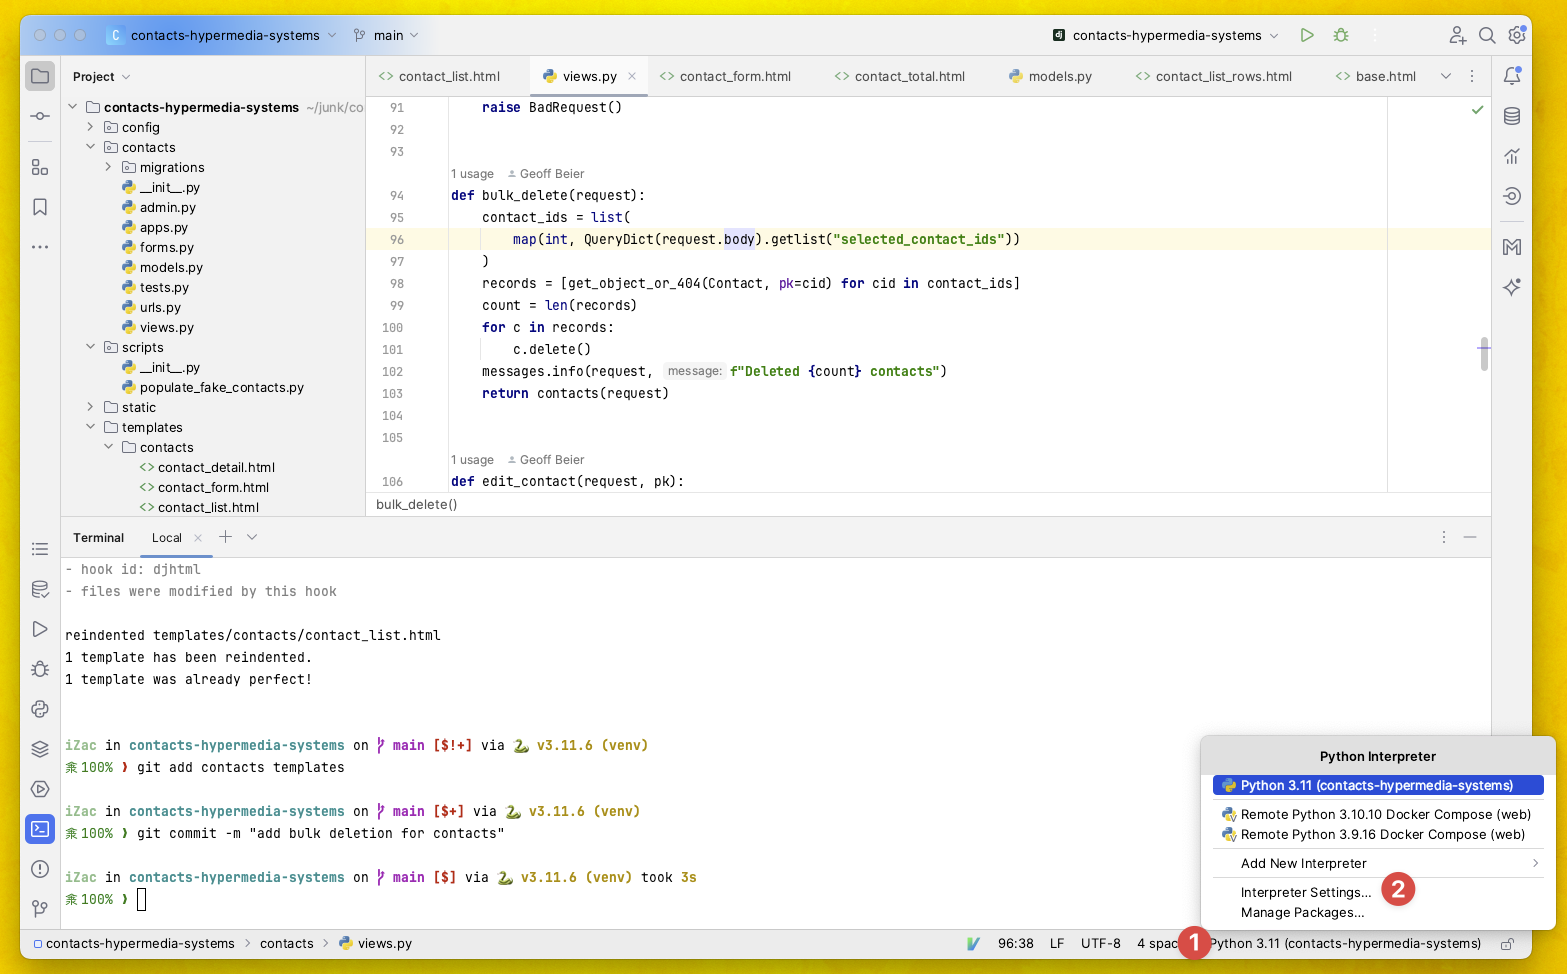 C contacts-hypermedia-systems main
dj contacts-hypermedia-systems
Project
contact_list.html views.py contact_form.html contact_total.html models.py contact_list_rows.html base.html
contacts-hypermedia-systems ~/junk/co
config
contacts
migrations
__init__.py
admin.py
apps.py
forms.py
models.py
tests.py
urls.py
views.py
scripts
__init__.py
populate_fake_contacts.py
static
templates
contacts
contact_detail.html
contact_form.html
contact_list.html
91 raise BadRequest()
92
93
1 usage Geoff Beier
94 def bulk_delete(request):
95 contact_ids = list(
96 map(int, QueryDict(request.body).getlist("selected_contact_ids"))
97 )
98 records = [get_object_or_404(Contact, pk=cid) for cid in contact_ids]
99 count = len(records)
100 for c in records:
101 c.delete()
102 messages.info(request, message: f"Deleted {count} contacts")
103 return contacts(request)
104
105
1 usage Geoff Beier
106 def edit_contact(request, pk):
bulk_delete()
Terminal Local
- hook id: djhtml
- files were modified by this hook
reindented templates/contacts/contact_list.html
1 template has been reindented.
1 template was already perfect!
iZac in contacts-hypermedia-systems on main [$!+] via 🐍 v3.11.6 (venv)
100% ❯ git add contacts templates
iZac in contacts-hypermedia-systems on main [$+] via 🐍 v3.11.6 (venv)
100% ❯ git commit -m "add bulk deletion for contacts"
iZac in contacts-hypermedia-systems on main [$] via 🐍 v3.11.6 (venv) took 3s
100% ❯
Python Interpreter
Python 3.11 (contacts-hypermedia-systems)
Remote Python 3.10.10 Docker Compose (web)
Remote Python 3.9.16 Docker Compose (web)
Add New Interpreter
Interpreter Settings...
2
Manage Packages...
contacts-hypermedia-systems contacts views.py
96:38 LF UTF-8 4 spac 1 Python 3.11 (contacts-hypermedia-systems)